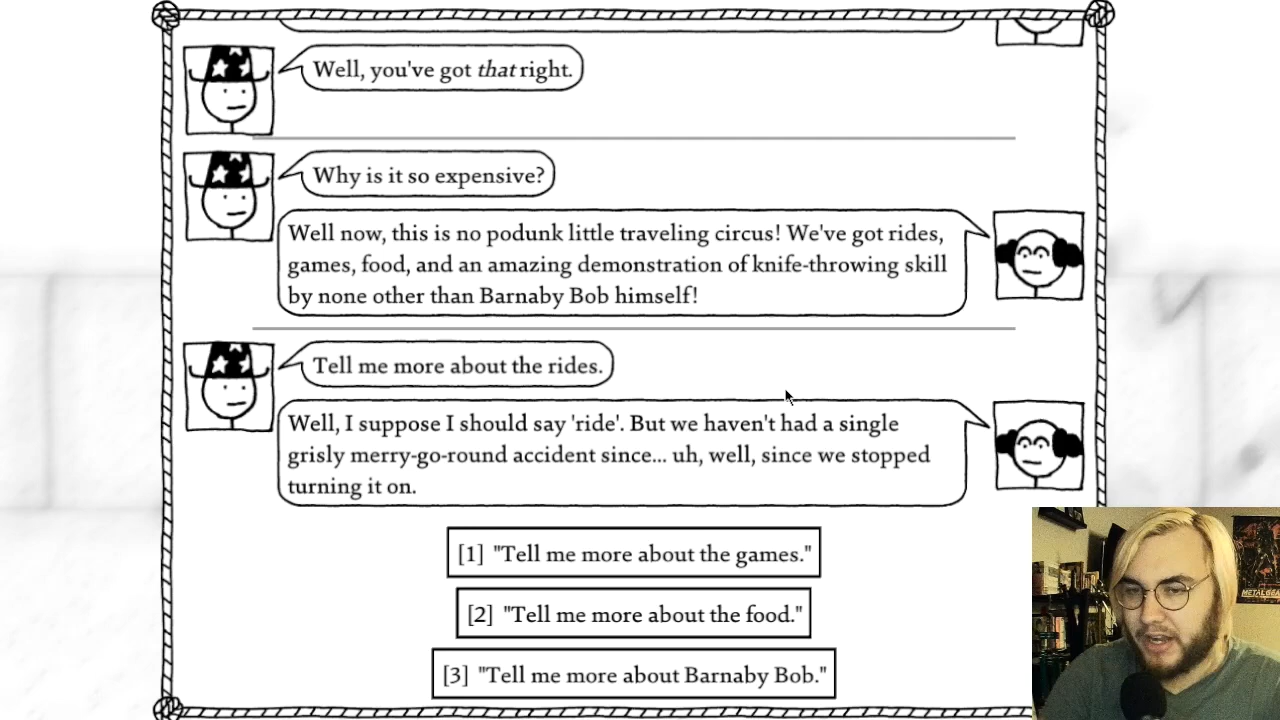 Well, you've got that right.
Why is it so expensive?
Well now, this is no podunk little traveling circus! We've got rides,
games, food, and an amazing demonstration of knife-throwing skill
by none other than Barnaby Bob himself!
Tell me more about the rides.
Well, I suppose I should say 'ride'. But we haven't had a single
grisly merry-go-round accident since... uh, well, since we stopped
turning it on.
[1] "Tell me more about the games."
[2] "Tell me more about the food."
[3] "Tell me more about Barnaby Bob."
METAL GEAR